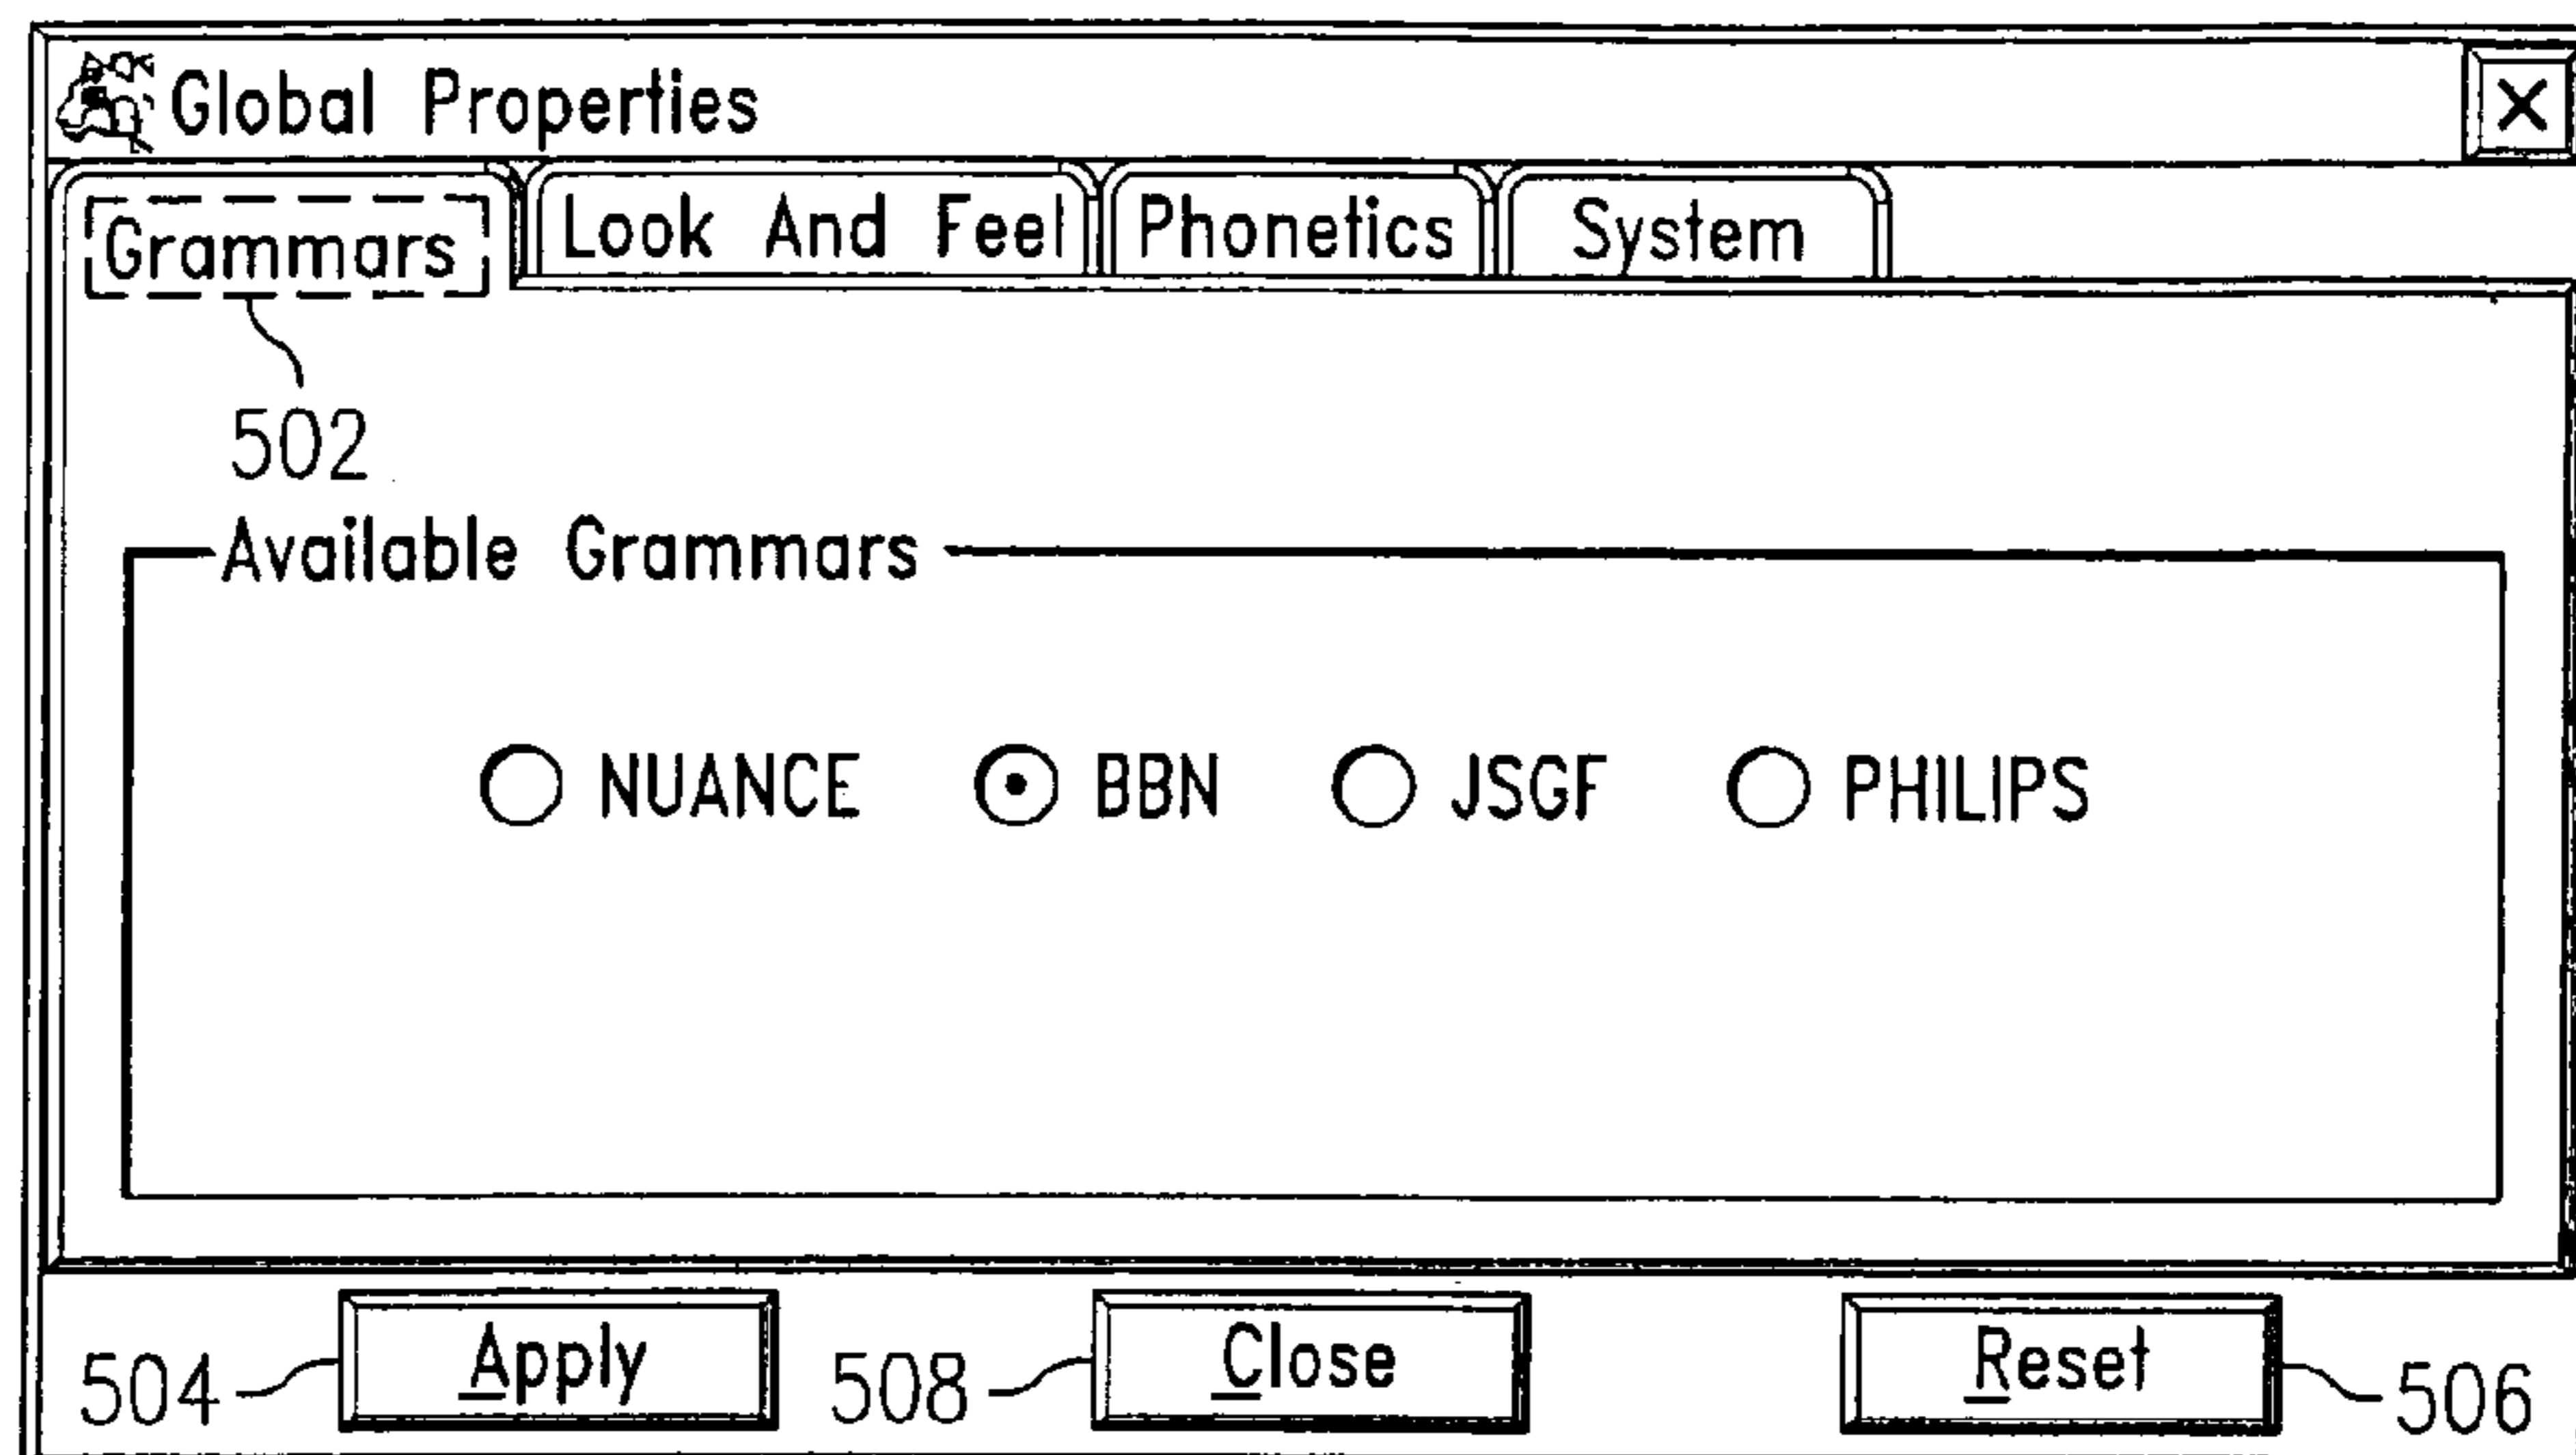 Global Properties X
Grammars Look And Feel Phonetics System
502
Available Grammars
NUANCE BBN JSGF PHILIPS
504 Apply 508 Close Reset 506